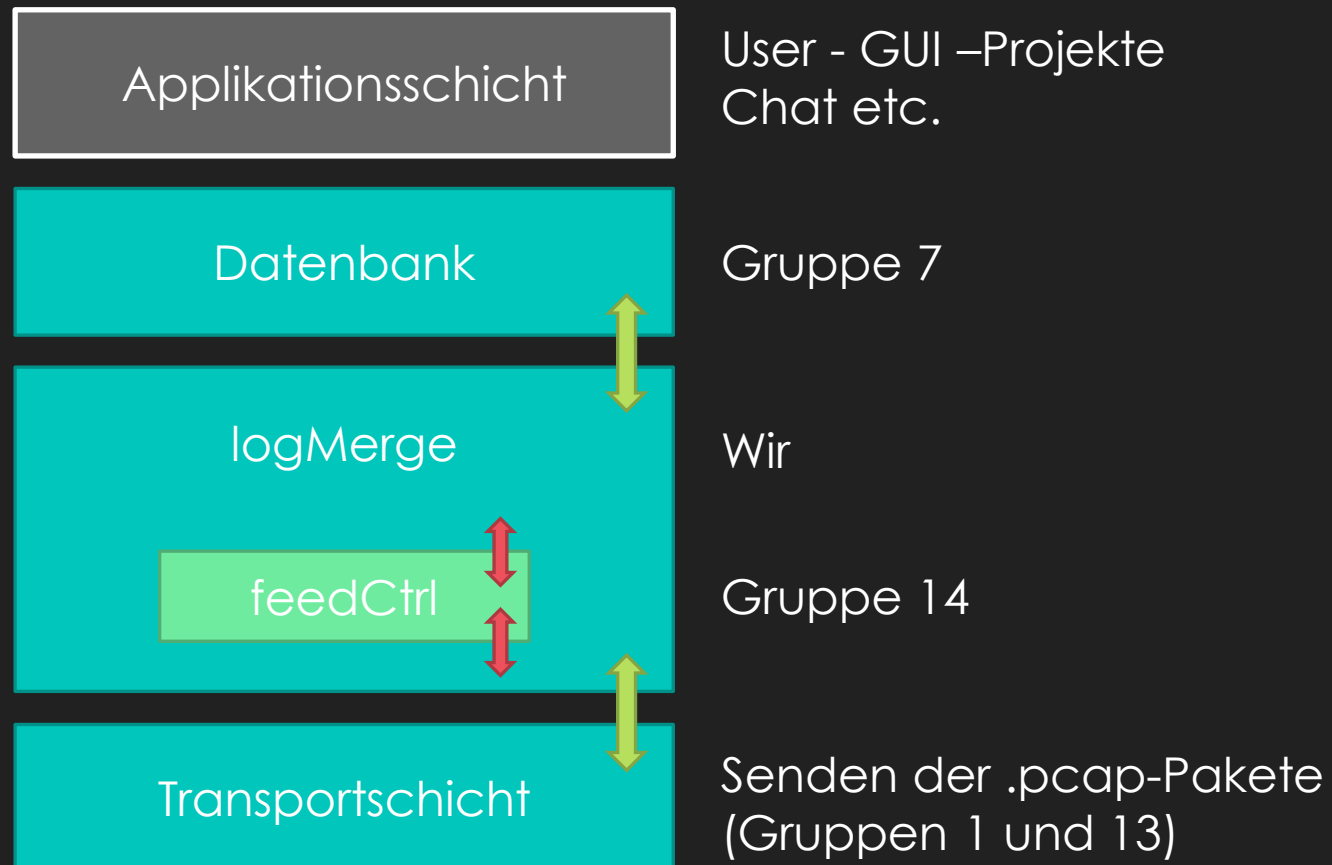 Applikationsschicht
User - GUI –Projekte
Chat etc.
Datenbank
Gruppe 7
logMerge
Wir
feedCtrl
Gruppe 14
Transportschicht
Senden der .pcap-Pakete
(Gruppen 1 und 13)